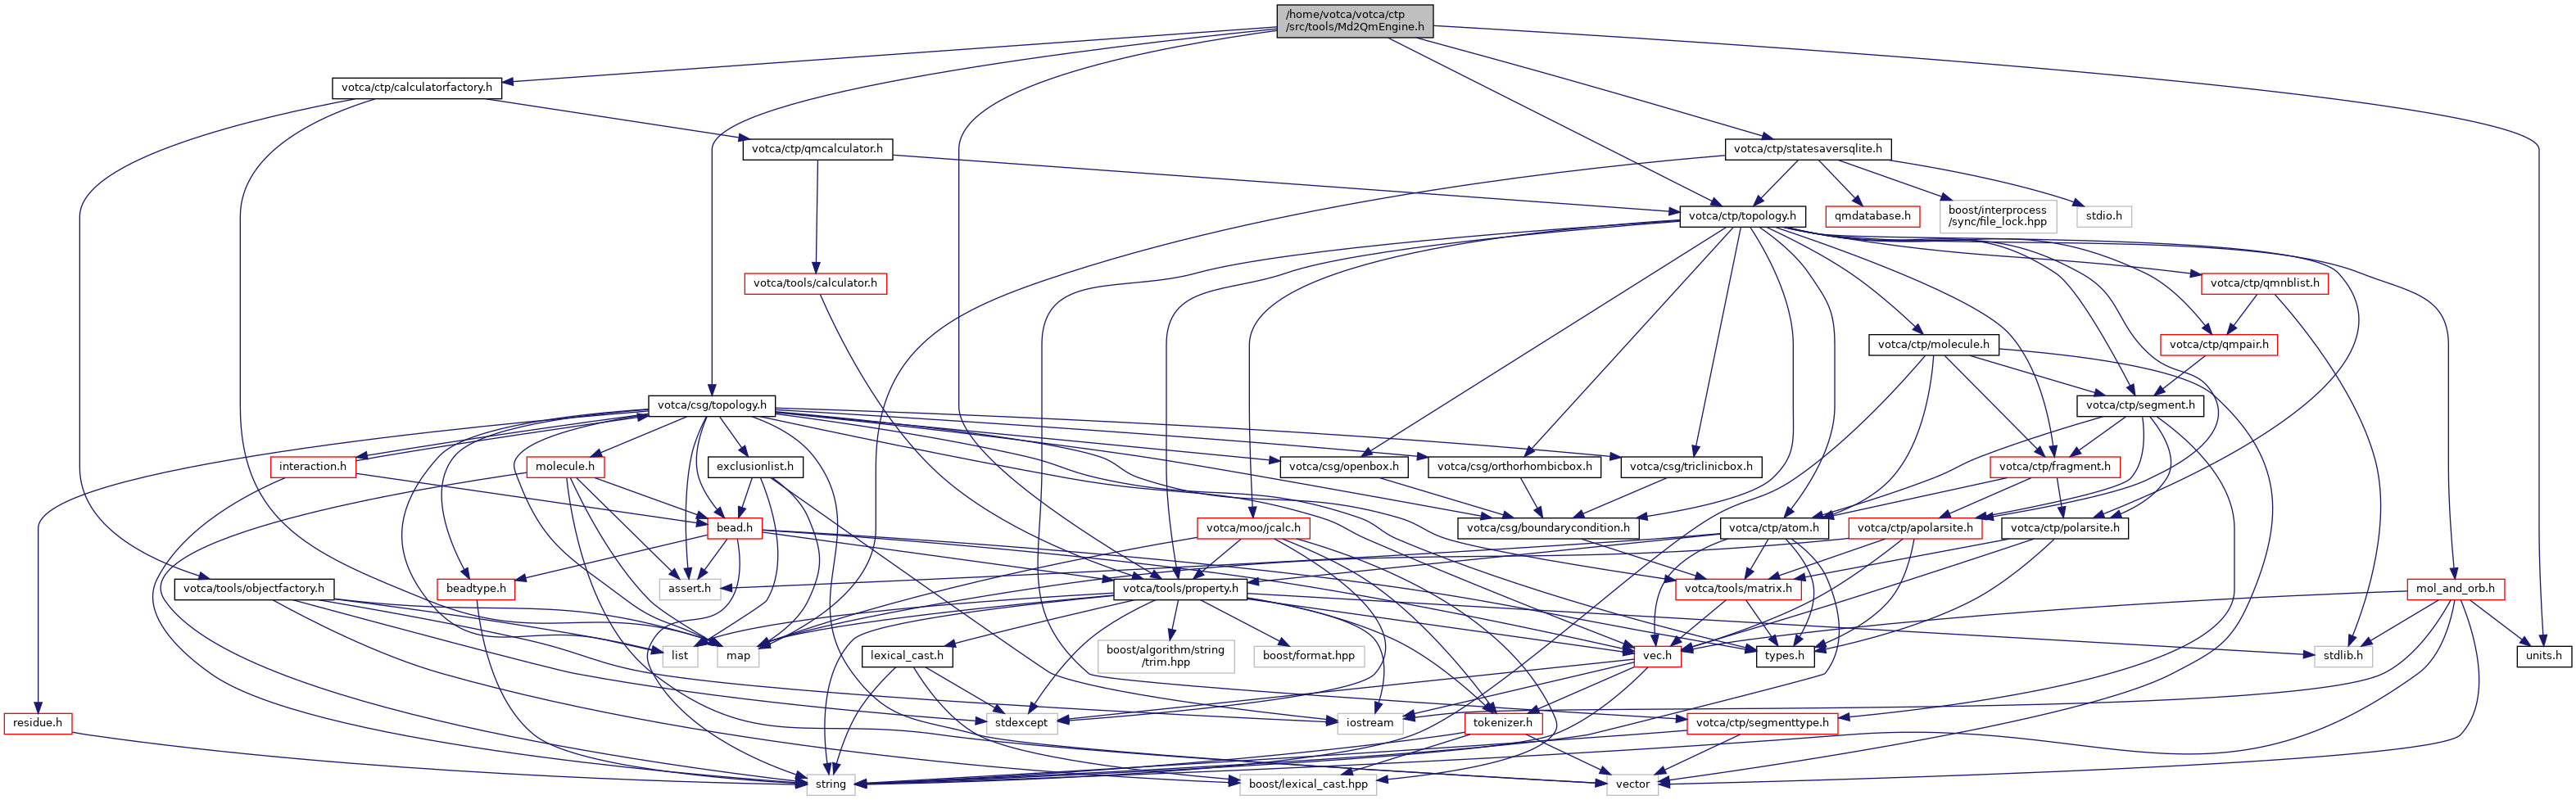 /home/votca/votca/ctp
/src/tools/Md2QmEngine.h
votca/ctp/calculatorfactory.h
votca/ctp/qmcalculator.h
votca/ctp/statesaversqlite.h
votca/ctp/topology.h
qmdatabase.h
boost/interprocess
/sync/file_lock.hpp
stdio.h
votca/tools/calculator.h
votca/ctp/qmnblist.h
votca/ctp/molecule.h
votca/ctp/qmpair.h
votca/csg/topology.h
votca/ctp/segment.h
interaction.h
molecule.h
exclusionlist.h
votca/csg/openbox.h
votca/csg/orthorhombicbox.h
votca/csg/triclinicbox.h
votca/ctp/fragment.h
bead.h
votca/moo/jcalc.h
votca/csg/boundarycondition.h
votca/ctp/atom.h
votca/ctp/apolarsite.h
votca/ctp/polarsite.h
votca/tools/objectfactory.h
beadtype.h
assert.h
votca/tools/property.h
votca/tools/matrix.h
mol_and_orb.h
list
map
lexical_cast.h
boost/algorithm/string
/trim.hpp
boost/format.hpp
vec.h
types.h
stdlib.h
units.h
residue.h
stdexcept
iostream
tokenizer.h
votca/ctp/segmenttype.h
string
boost/lexical_cast.hpp
vector